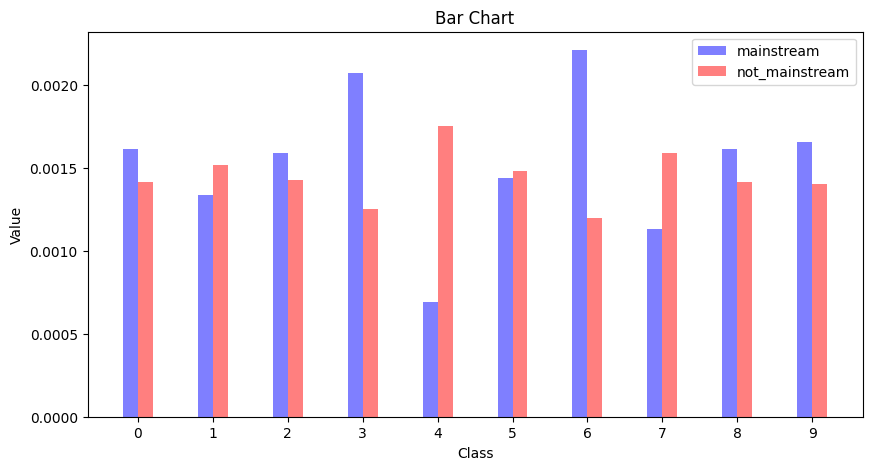 Bar Chart
mainstream
not_mainstream
0.0020
0.0015
0.0010
0.0005
0.0000
Value
0 1 2 3 4 5 6 7 8 9
Class